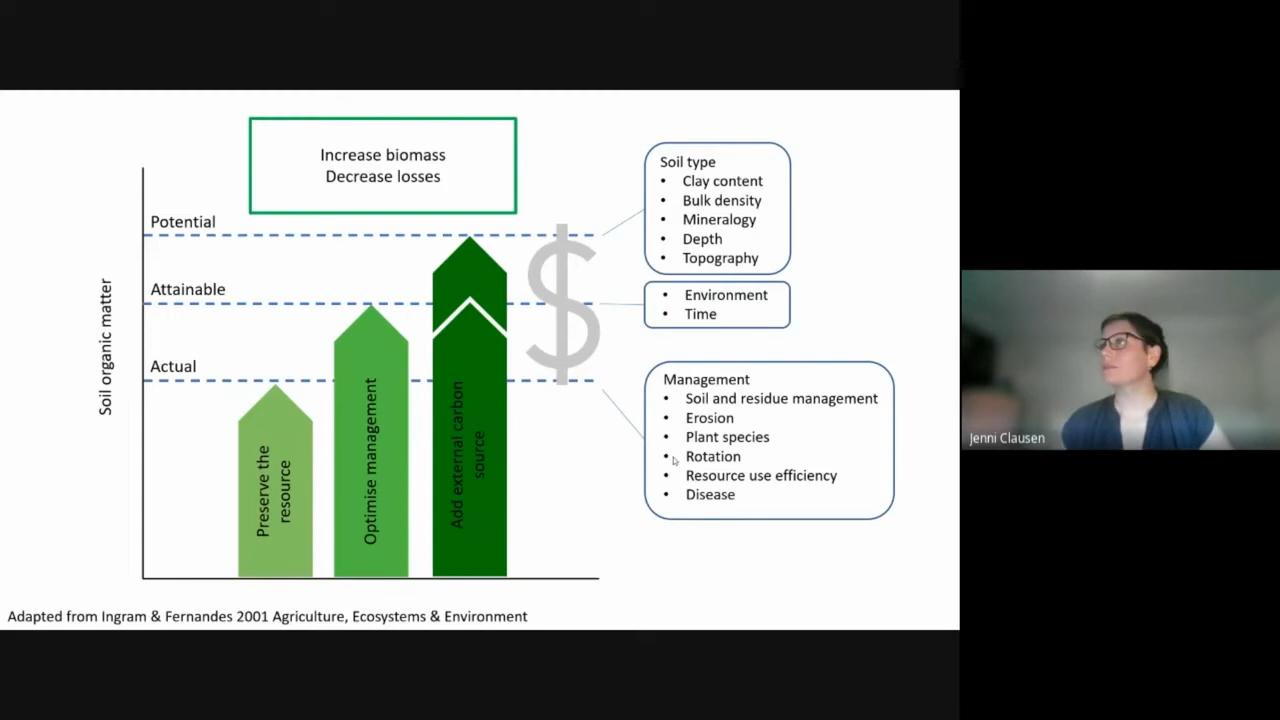 Increase biomass
Decrease losses
Potential
Attainable
Actual
Soil organic matter
Preserve the
resource
Optimise management
Add external carbon
source
$
Soil type
• Clay content
• Bulk density
• Mineralogy
• Depth
• Topography
• Environment
• Time
Management
• Soil and residue management
• Erosion
• Plant species
• Rotation
• Resource use efficiency
• Disease
Adapted from Ingram & Fernandes 2001 Agriculture, Ecosystems & Environment
Jenni Clausen